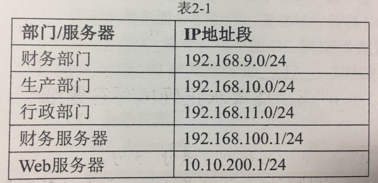 表2-1
部门/服务器 IP地址段
财务部门 192.168.9.0/24
生产部门 192.168.10.0/24
行政部门 192.168.11.0/24
财务服务器 192.168.100.1/24
Web服务器 10.10.200.1/24